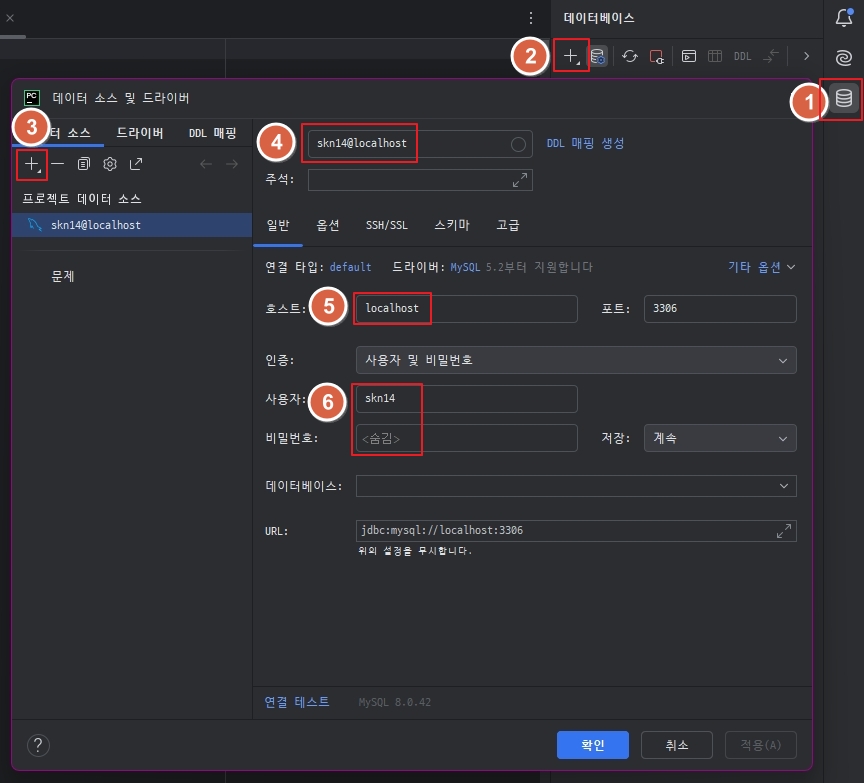 데이터베이스
2
DDL
1
PC
데이터 소스 및 드라이버
3
터 소스
드라이버
DDL 매핑
4
skn14@localhost
DDL 매핑 생성
주석:
프로젝트 데이터 소스
skn14@localhost
문제
일반
옵션
SSH/SSL
스키마
고급
연결 타입: default
드라이버: MySQL 5.2부터 지원합니다
기타 옵션
호스트:
5
localhost
포트:
3306
인증:
사용자 및 비밀번호
사용자:
6
skn14
비밀번호:
<숨김>
저장:
계속
데이터베이스:
URL:
jdbc:mysql://localhost:3306
위의 설정을 무시합니다.
연결 테스트
MySQL 8.0.42
?
확인
취소
적용(A)